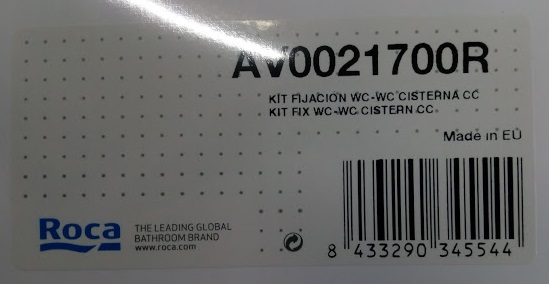 AV0021700R
KIT FIJACION WC-WC CISTERNA CC
KIT FIX WC-WC CISTERN CC
Made in EU
Roca
THE LEADING GLOBAL
BATHROOM BRAND
www.roca.com
8 433290 345544